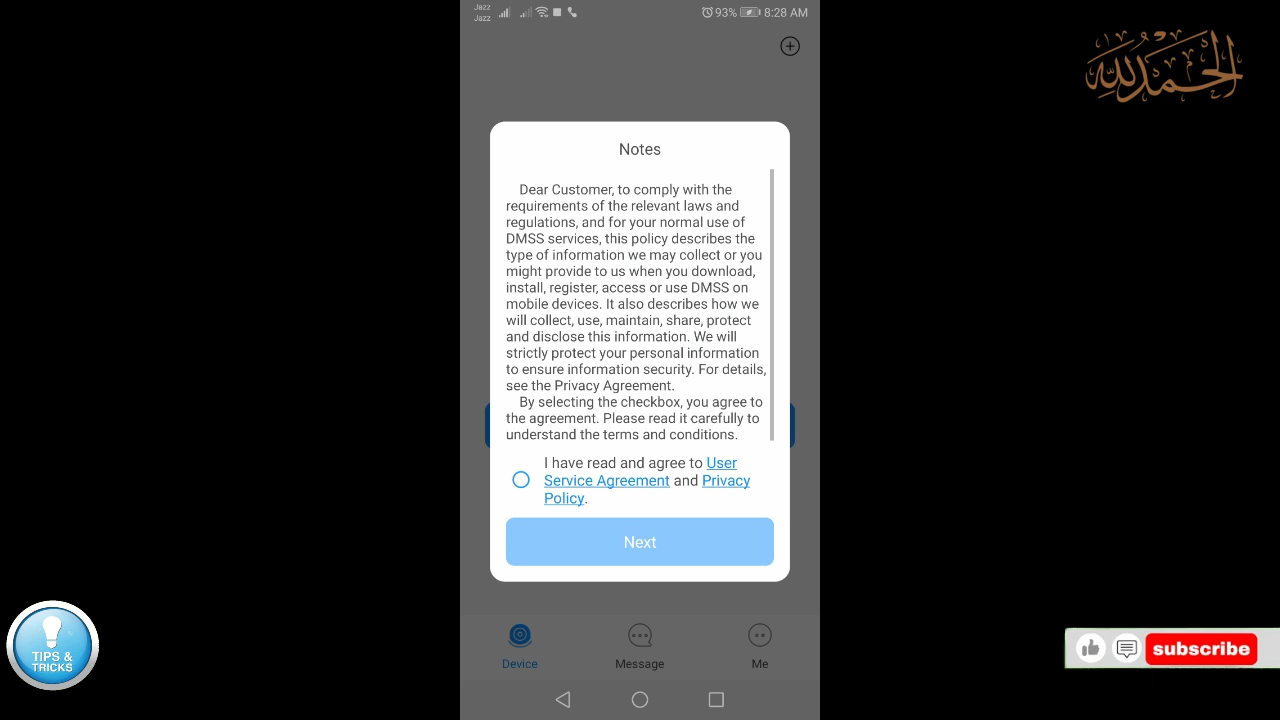 Jazz
Jazz
93%
8:28 AM
الحمد لله
Notes
Dear Customer, to comply with the
requirements of the relevant laws and
regulations, and for your normal use of
DMSS services, this policy describes the
type of information we may collect or you
might provide to us when you download,
install, register, access or use DMSS on
mobile devices. It also describes how we
will collect, use, maintain, share, protect
and disclose this information. We will
strictly protect your personal information
to ensure information security. For details,
see the Privacy Agreement.
By selecting the checkbox, you agree to
the agreement. Please read it carefully to
understand the terms and conditions.
I have read and agree to User
Service Agreement and Privacy
Policy.
Next
Device
Message
Me
TIPS &
TRICKS
subscribe